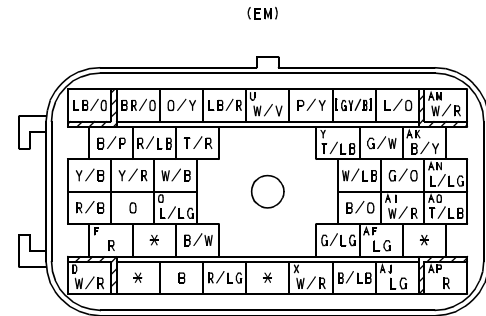 (EM)
LB/O BR/O O/Y LB/R U W/V P/Y [GY/B] L/O AM W/R
B/P R/LB T/R Y T/LB G/W AK B/Y
Y/B Y/R W/B W/LB G/O AN L/LG
R/B O O L/LG B/O AI W/R AO T/LB
F R * B/W G/LG AF LG *
D W/R * B R/LG * X W/R B/LB AJ LG AP R